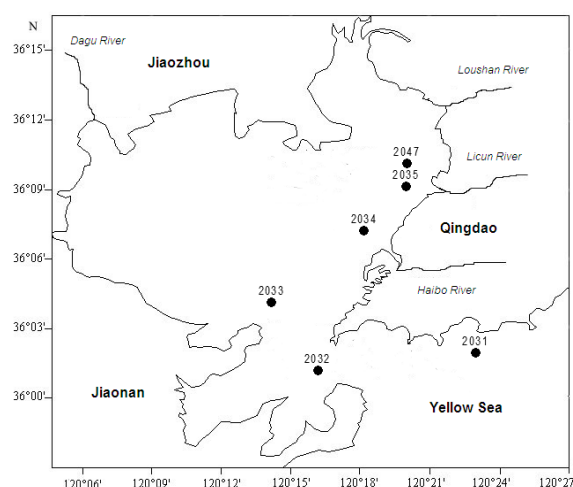 N
Dagu River
36°15'
Jiaozhou
Loushan River
36°12'
2047
Licun River
36°09'
2035
2034
Qingdao
36°06'
Haibo River
2033
36°03'
2031
2032
36°00'
Jiaonan
Yellow Sea
120°06' 120°09' 120°12' 120°15' 120°18' 120°21' 120°24' 120°27